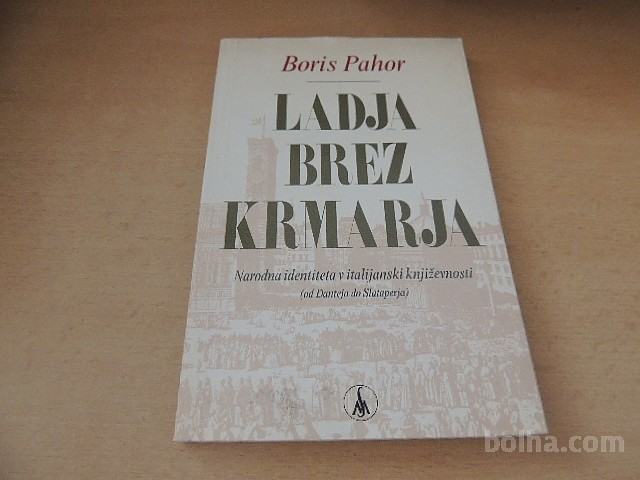 Boris Pahor
LADJA
BREZ
KRMARJA
Narodna identiteta v italijanski književnosti
(od Danteja do Slataperja)
bolha.com